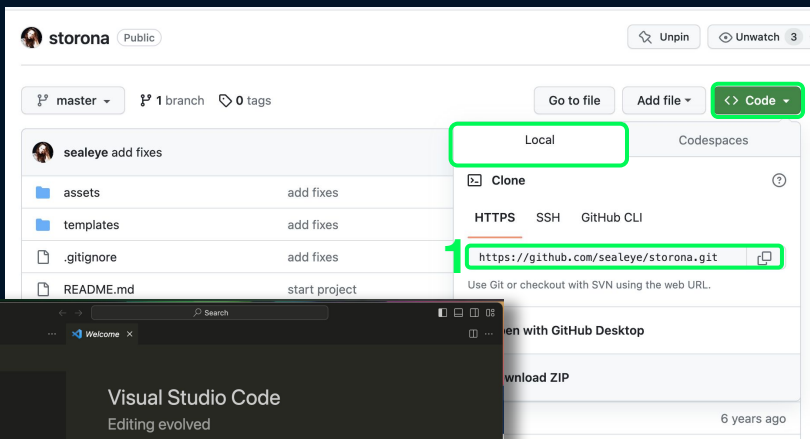 storona Public Unpin Unwatch 3
master 1 branch 0 tags Go to file Add file <> Code
Local Codespaces
sealeye add fixes
Clone
assets add fixes
HTTPS SSH GitHub CLI
templates add fixes
1 https://github.com/sealeye/storona.git
.gitignore add fixes
Use Git or checkout with SVN using the web URL.
README.md start project
Search
en with GitHub Desktop
Welcome
wnload ZIP
Visual Studio Code
Editing evolved
6 years ago